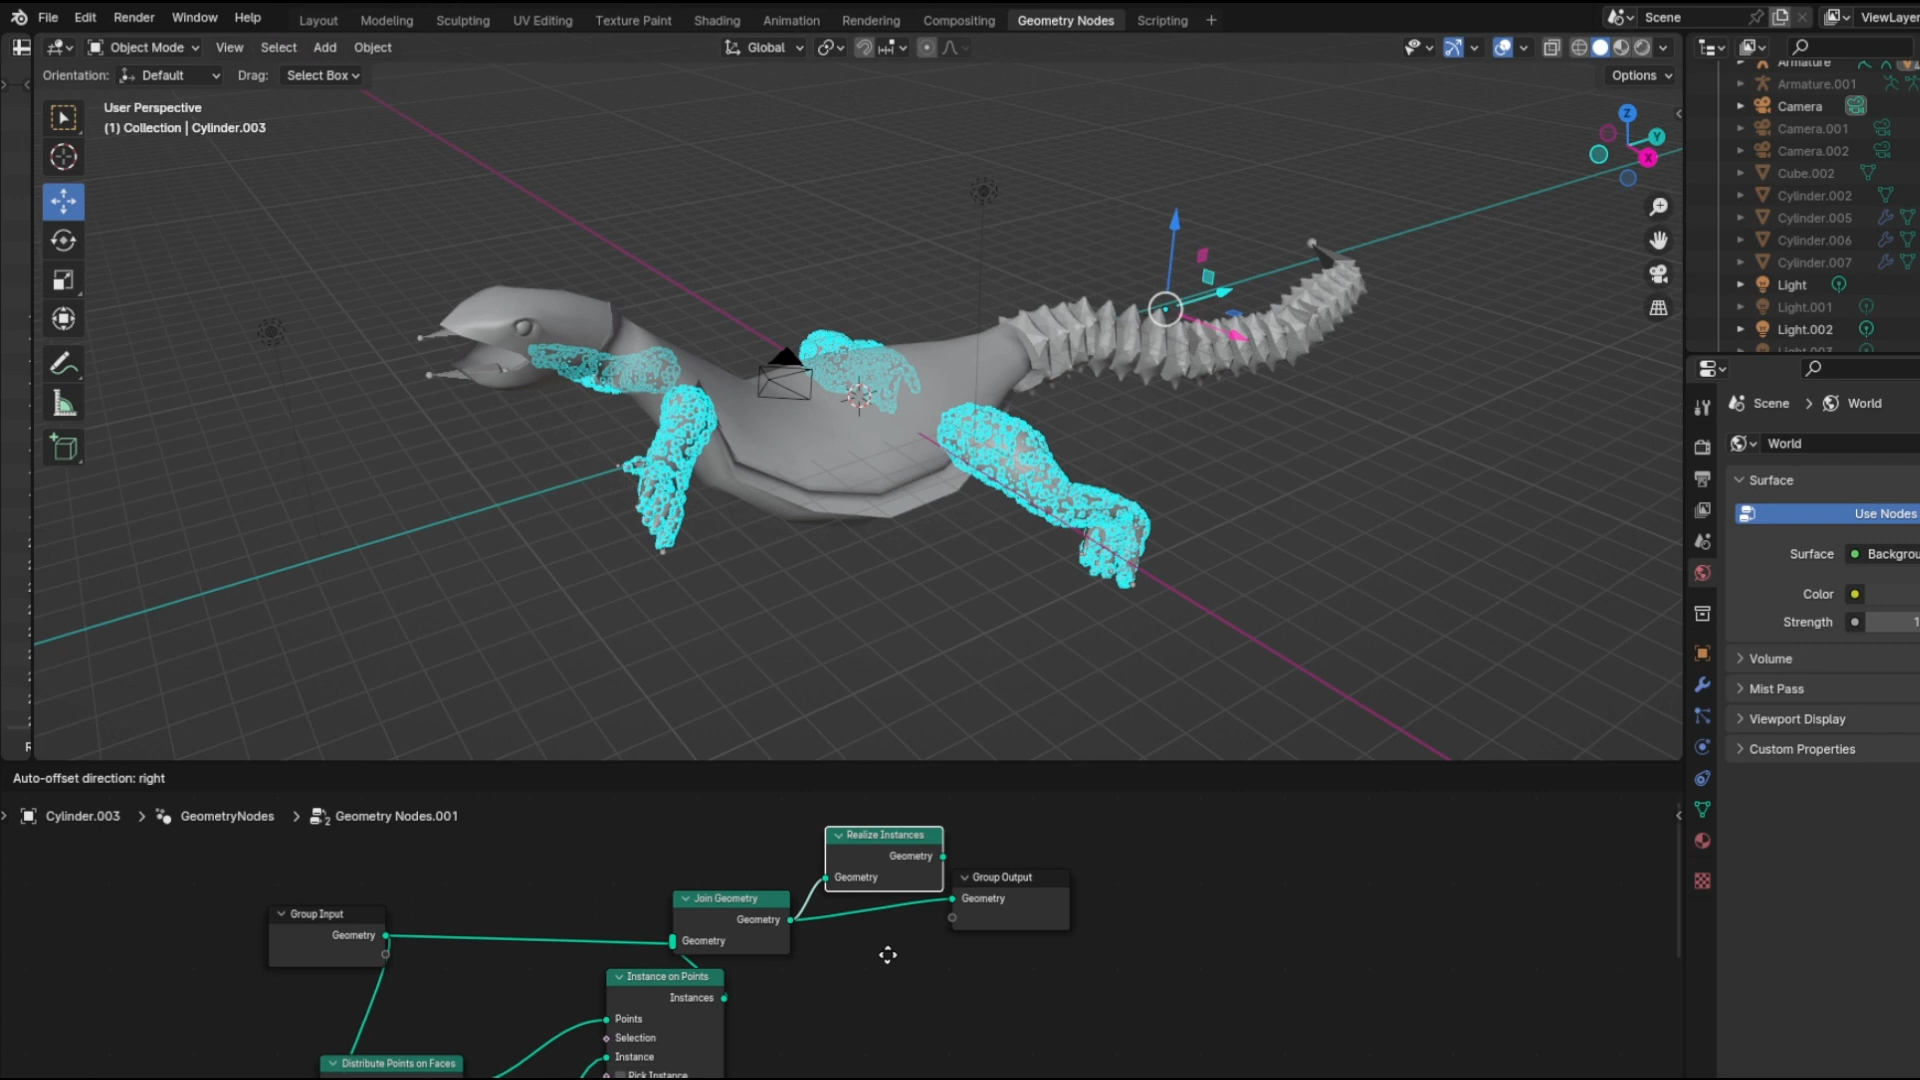 File Edit Render Window Help Layout Modeling Sculpting UV Editing Texture Paint Shading Animation Rendering Compositing Geometry Nodes Scripting + Scene ViewLayer
Object Mode View Select Add Object Global
Orientation: Default Drag: Select Box Options
User Perspective
(1) Collection | Cylinder.003
Z
Y
X
Armature
Armature.001
Camera
Camera.001
Camera.002
Cube.002
Cylinder.002
Cylinder.005
Cylinder.006
Cylinder.007
Light
Light.001
Light.002
Light.003
Scene > World
World
Surface
Use Nodes
Surface Backgrou
Color
Strength 1
Volume
Mist Pass
Viewport Display
Custom Properties
Auto-offset direction: right
Cylinder.003 > GeometryNodes > Geometry Nodes.001
2
Realize Instances
Geometry
Geometry
Group Output
Geometry
Join Geometry
Geometry
Geometry
Group Input
Geometry
Instance on Points
Instances
Points
Selection
Instance
Pick Instance
Distribute Points on Faces